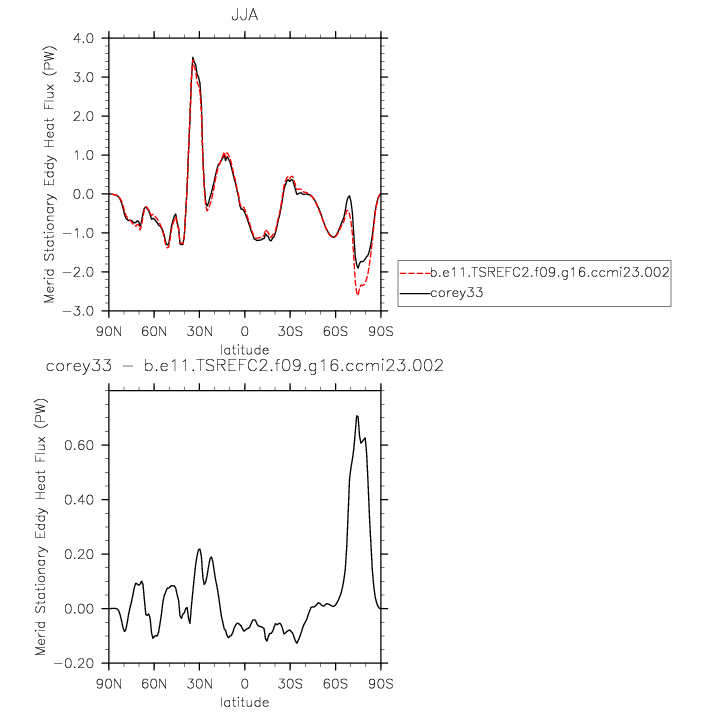 JJA
Merid Stationary Eddy Heat Flux (PW)
4.0
3.0
2.0
1.0
0.0
−1.0
−2.0
−3.0
90N 60N 30N 0 30S 60S 90S
latitude
b.e11.TSREFC2.f09.g16.ccmi23.002
corey33
corey33 − b.e11.TSREFC2.f09.g16.ccmi23.002
Merid Stationary Eddy Heat Flux (PW)
0.60
0.40
0.20
0.00
−0.20
90N 60N 30N 0 30S 60S 90S
latitude